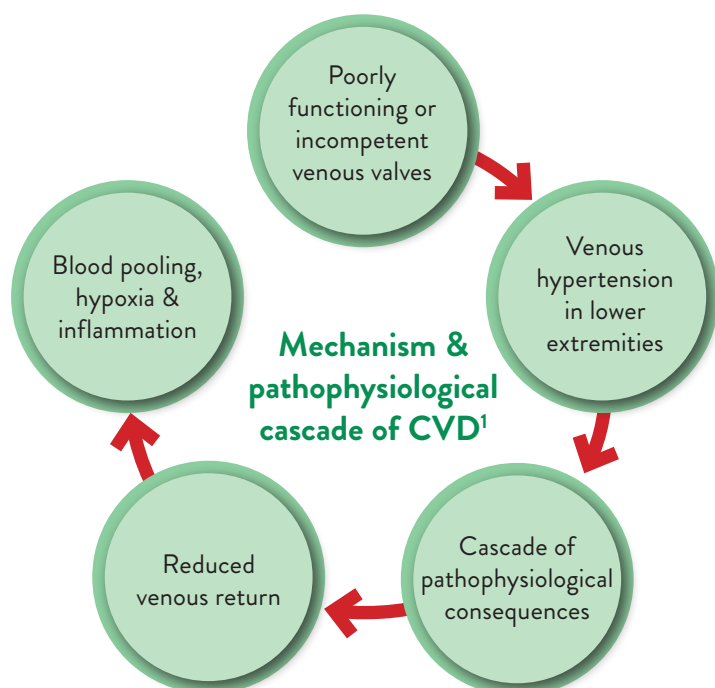 Poorly
functioning or
incompetent
venous valves
Venous
hypertension
in lower
extremities
Cascade of
pathophysiological
consequences
Reduced
venous return
Blood pooling,
hypoxia &
inflammation
Mechanism &
pathophysiological
cascade of CVD¹